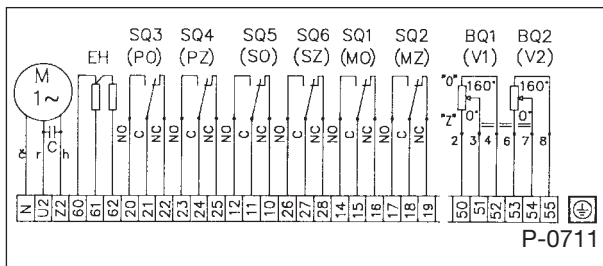 SQ3 SQ4 SQ5 SQ6 SQ1 SQ2 BQ1 BQ2
EH (PO) (PZ) (SO) (SZ) (MO) (MZ) (V1) (V2)
M
1~
"0" 160° 160°
"Z" 0° 0°
NO C NC NO C NC NO C NC NO C NC NO C NC NO C NC
2 3 4 6 7 8
č r C h
N U2 Z2 60 61 62 20 21 22 23 24 25 12 11 10 26 27 28 14 15 16 17 18 19 50 51 52 53 54 55
P-0711